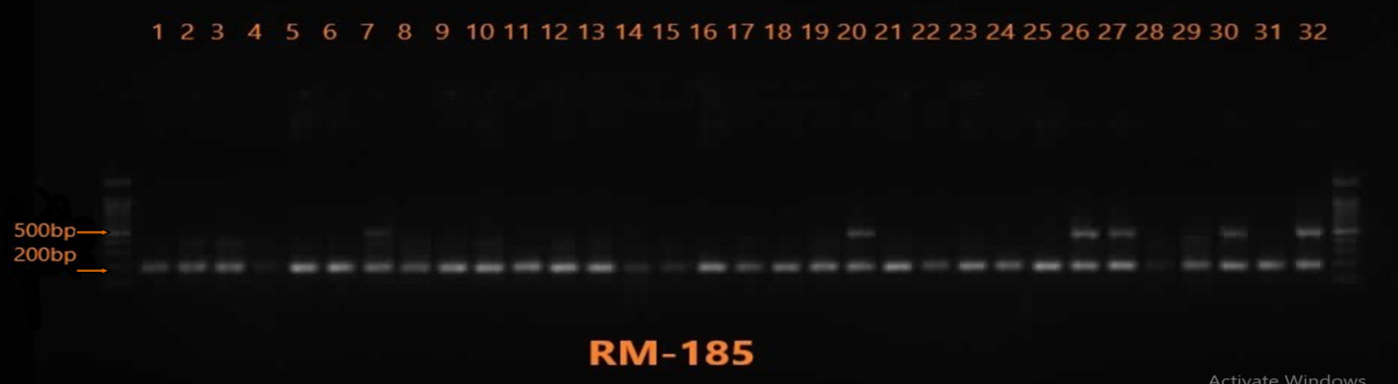 1 2 3 4 5 6 7 8 9 10 11 12 13 14 15 16 17 18 19 20 21 22 23 24 25 26 27 28 29 30 31 32
500bp
200bp
RM-185
Activate Windows